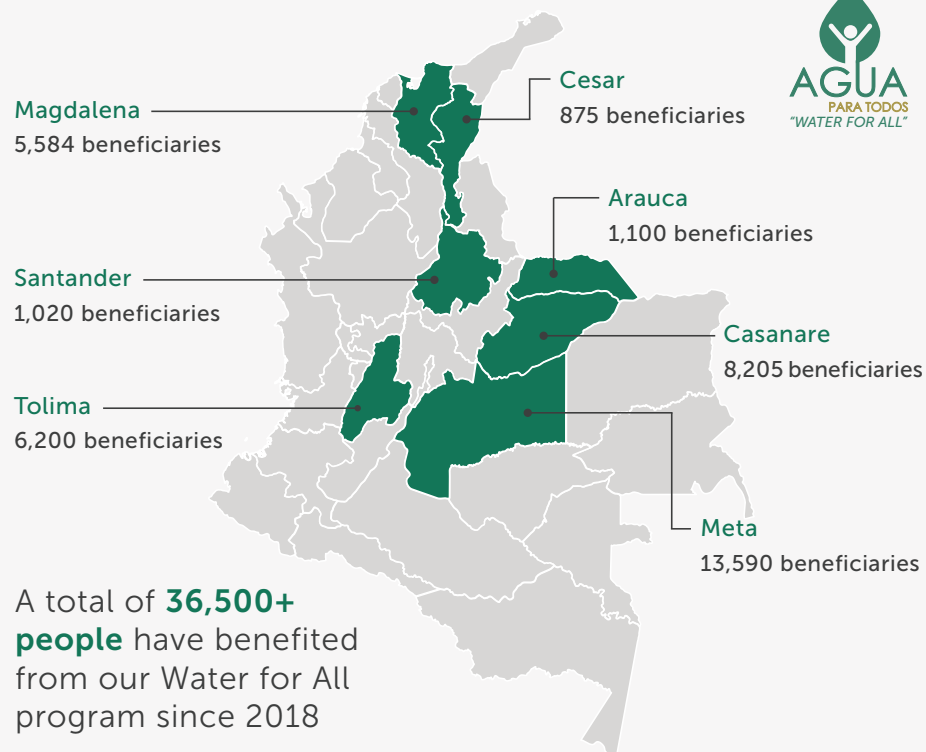 AGUA
PARA TODOS
"WATER FOR ALL"
Cesar
875 beneficiaries
Magdalena
5,584 beneficiaries
Arauca
1,100 beneficiaries
Santander
1,020 beneficiaries
Casanare
8,205 beneficiaries
Tolima
6,200 beneficiaries
Meta
13,590 beneficiaries
A total of 36,500+
people have benefited
from our Water for All
program since 2018